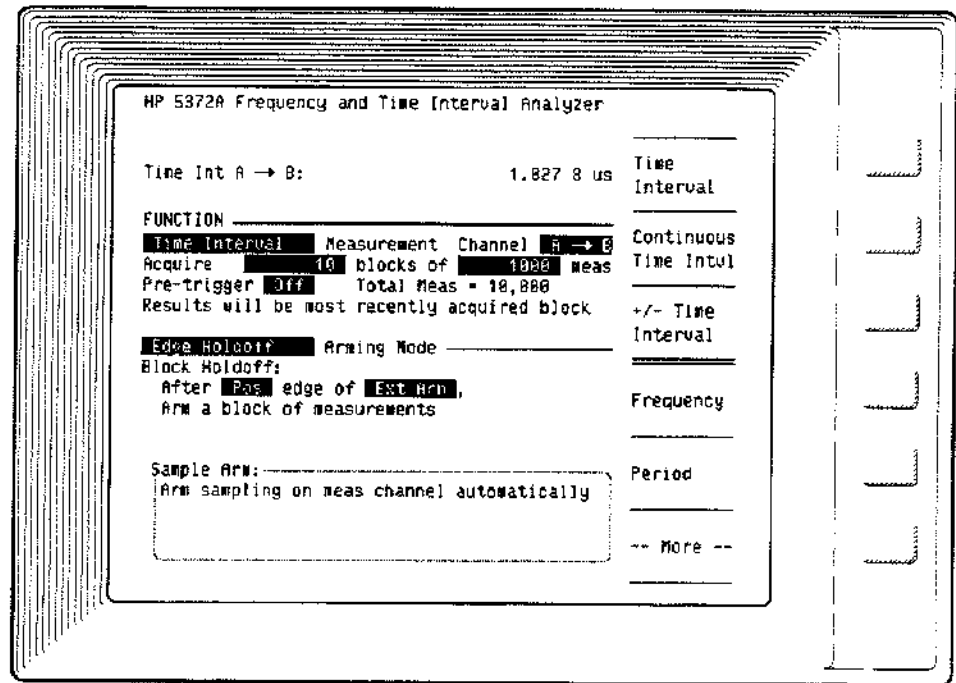 HP 5372A Frequency and Time Interval Analyzer
Time Int A → B: 1.827 8 us
FUNCTION
Time Interval Measurement Channel A → B
Acquire 10 blocks of 1000 meas
Pre-trigger Off Total Meas = 10,000
Results will be most recently acquired block
Edge Holdoff Arming Mode
Block Holdoff:
After Pos edge of Ext Arm,
Arm a block of measurements
Sample Arm:
Arm sampling on meas channel automatically
Time
Interval
Continuous
Time Intvl
+/- Time
Interval
Frequency
Period
-- More --